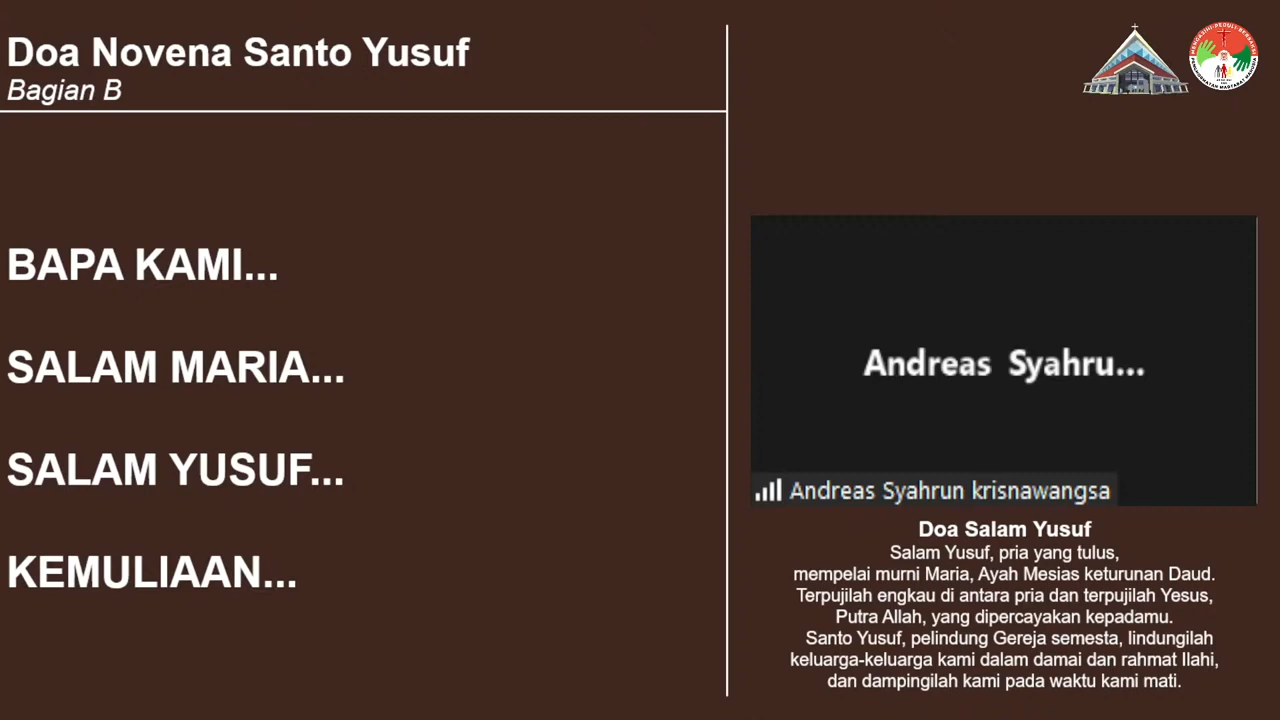 Doa Novena Santo Yusuf
Bagian B
BAPA KAMI...
SALAM MARIA...
SALAM YUSUF...
KEMULIAAN...
Andreas Syahru...
Andreas Syahrun krisnawangsa
Doa Salam Yusuf
Salam Yusuf, pria yang tulus,
mempelai murni Maria, Ayah Mesias keturunan Daud.
Terpujilah engkau di antara pria dan terpujilah Yesus,
Putra Allah, yang dipercayakan kepadamu.
Santo Yusuf, pelindung Gereja semesta, lindungilah
keluarga-keluarga kami dalam damai dan rahmat Ilahi,
dan dampingilah kami pada waktu kami mati.